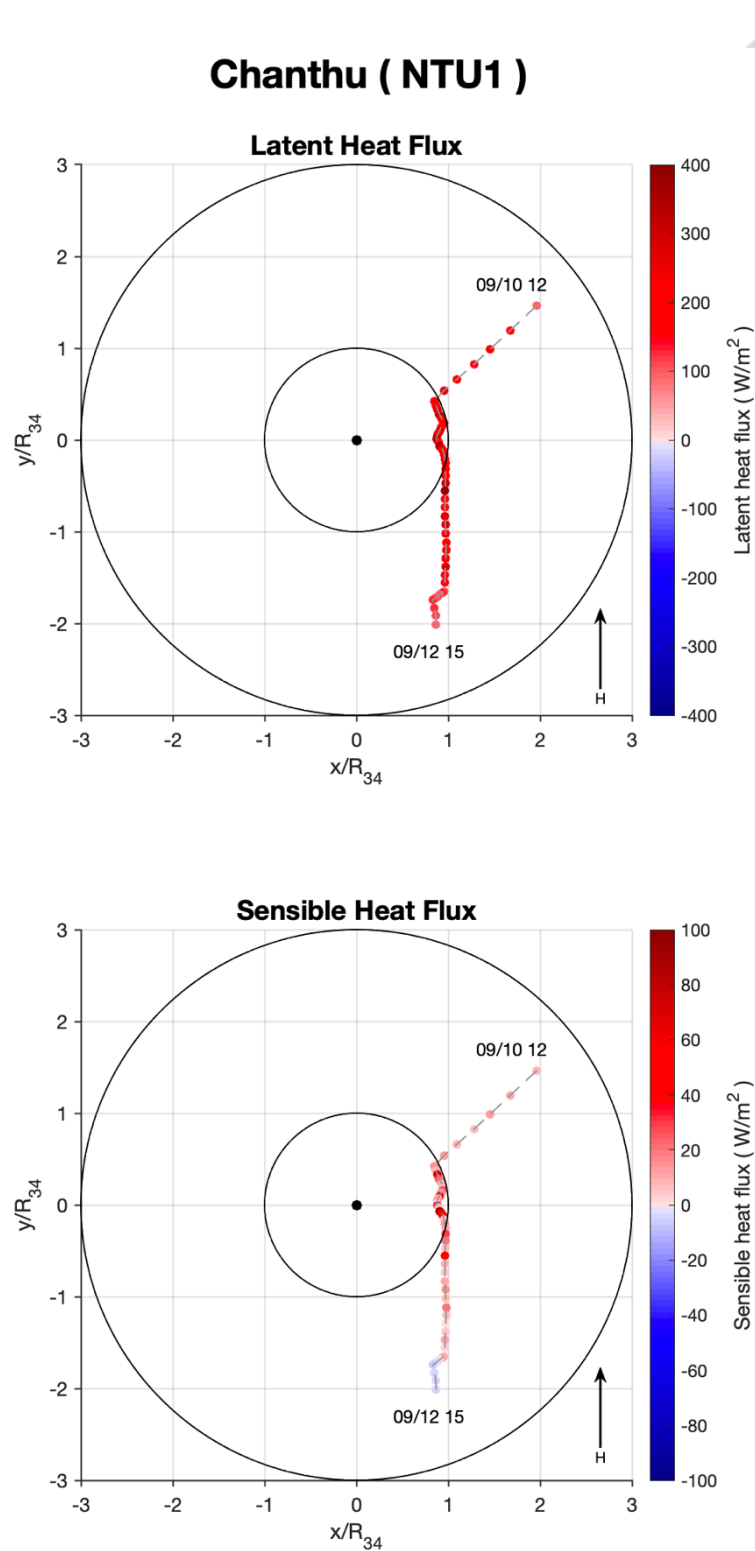 Chanthu ( NTU1 )
Latent Heat Flux
3
2
1
0
-1
-2
-3
y/R34
-3 -2 -1 0 1 2 3
x/R34
09/10 12
09/12 15
H
400
300
200
100
0
-100
-200
-300
-400
Latent heat flux ( W/m2 )
Sensible Heat Flux
3
2
1
0
-1
-2
-3
y/R34
-3 -2 -1 0 1 2 3
x/R34
09/10 12
09/12 15
H
100
80
60
40
20
0
-20
-40
-60
-80
-100
Sensible heat flux ( W/m2 )